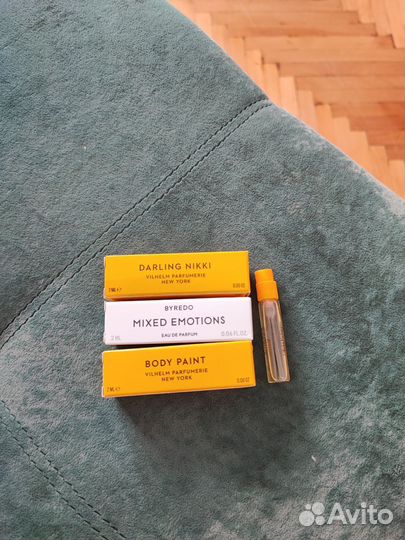 DARLING NIKKI
VILHELM PARFUMERIE
NEW YORK
2 ML ℮ 0.06 OZ
BYREDO
MIXED EMOTIONS
2 ML EAU DE PARFUM 0.06 FL.OZ
BODY PAINT
VILHELM PARFUMERIE
NEW YORK
2 ML ℮ 0.06 OZ
Avito